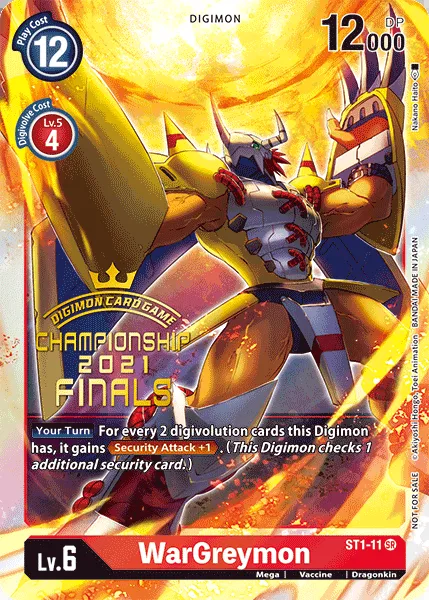 Play Cost
12
DIGIMON
DP
12000
Digivolve Cost
Lv.5
4
Nakano Haito
DIGIMON CARD GAME
CHAMPIONSHIP
2021
FINALS
©Akiyoshi Hongo, Toei Animation BANDAI, MADE IN JAPAN
NOT FOR SALE
Your Turn For every 2 digivolution cards this Digimon
has, it gains Security Attack +1 . (This Digimon checks 1
additional security card.)
Lv.6
WarGreymon
ST1-11 SR
Mega | Vaccine | Dragonkin